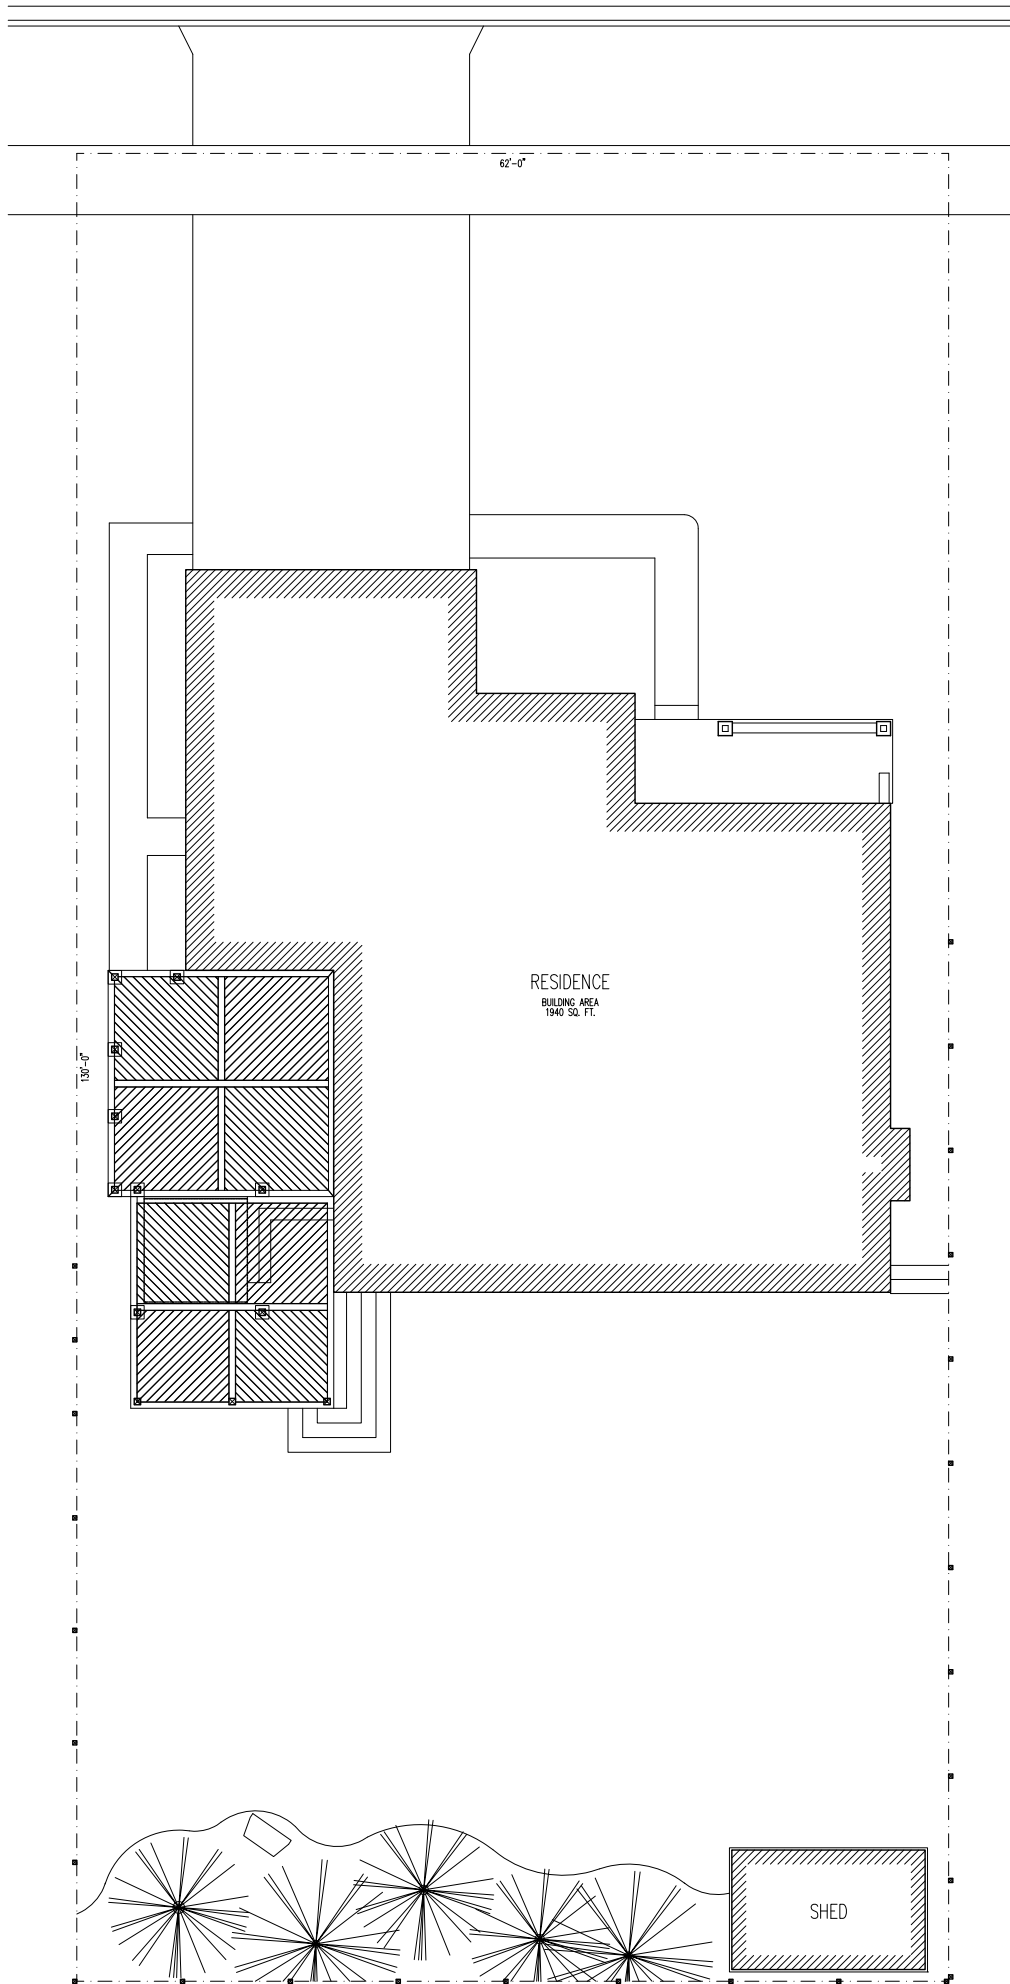 62'-0"
RESIDENCE
BUILDING AREA
1940 SQ. FT.
130'-0"
SHED